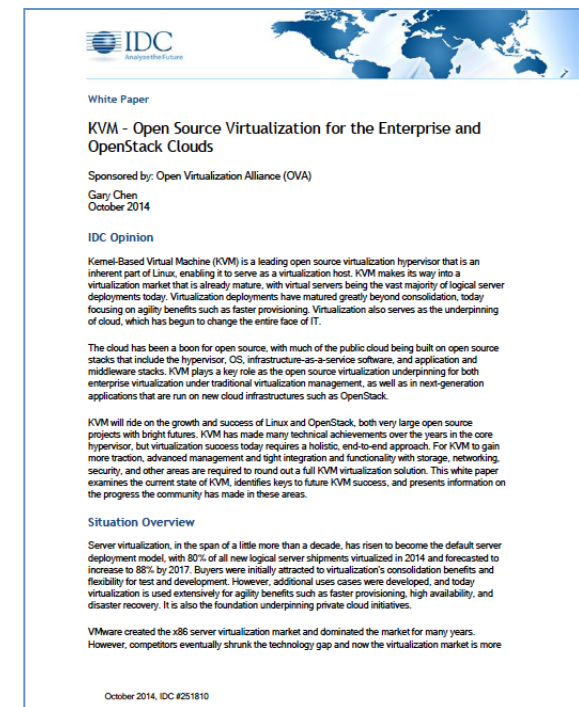 IDC
Analyze the Future
White Paper
KVM – Open Source Virtualization for the Enterprise and
OpenStack Clouds
Sponsored by: Open Virtualization Alliance (OVA)
Gary Chen
October 2014
IDC Opinion
Kernel-Based Virtual Machine (KVM) is a leading open source virtualization hypervisor that is an
inherent part of Linux, enabling it to serve as a virtualization host. KVM makes its way into a
virtualization market that is already mature, with virtual servers being the vast majority of logical server
deployments today. Virtualization deployments have matured greatly beyond consolidation, today
focusing on agility benefits such as faster provisioning. Virtualization also serves as the underpinning
of cloud, which has begun to change the entire face of IT.
The cloud has been a boon for open source, with much of the public cloud being built on open source
stacks that include the hypervisor, OS, infrastructure-as-a-service software, and application and
middleware stacks. KVM plays a key role as the open source virtualization underpinning for both
enterprise virtualization under traditional virtualization management, as well as in next-generation
applications that are run on new cloud infrastructures such as OpenStack.
KVM will ride on the growth and success of Linux and OpenStack, both very large open source
projects with bright futures. KVM has made many technical achievements over the years in the core
hypervisor, but virtualization success today requires a holistic, end-to-end approach. For KVM to gain
more traction, advanced management and tight integration and functionality with storage, networking,
security, and other areas are required to round out a full KVM virtualization solution. This white paper
examines the current state of KVM, identifies keys to future KVM success, and presents information on
the progress the community has made in these areas.
Situation Overview
Server virtualization, in the span of a little more than a decade, has risen to become the default server
deployment model, with 80% of all new logical server shipments virtualized in 2014 and forecasted to
increase to 88% by 2017. Buyers were initially attracted to virtualization's consolidation benefits and
flexibility for test and development. However, additional uses cases were developed, and today
virtualization is used extensively for agility benefits such as faster provisioning, high availability, and
disaster recovery. It is also the foundation underpinning private cloud initiatives.
VMware created the x86 server virtualization market and dominated the market for many years.
However, competitors eventually shrunk the technology gap and now the virtualization market is more
October 2014, IDC #251810